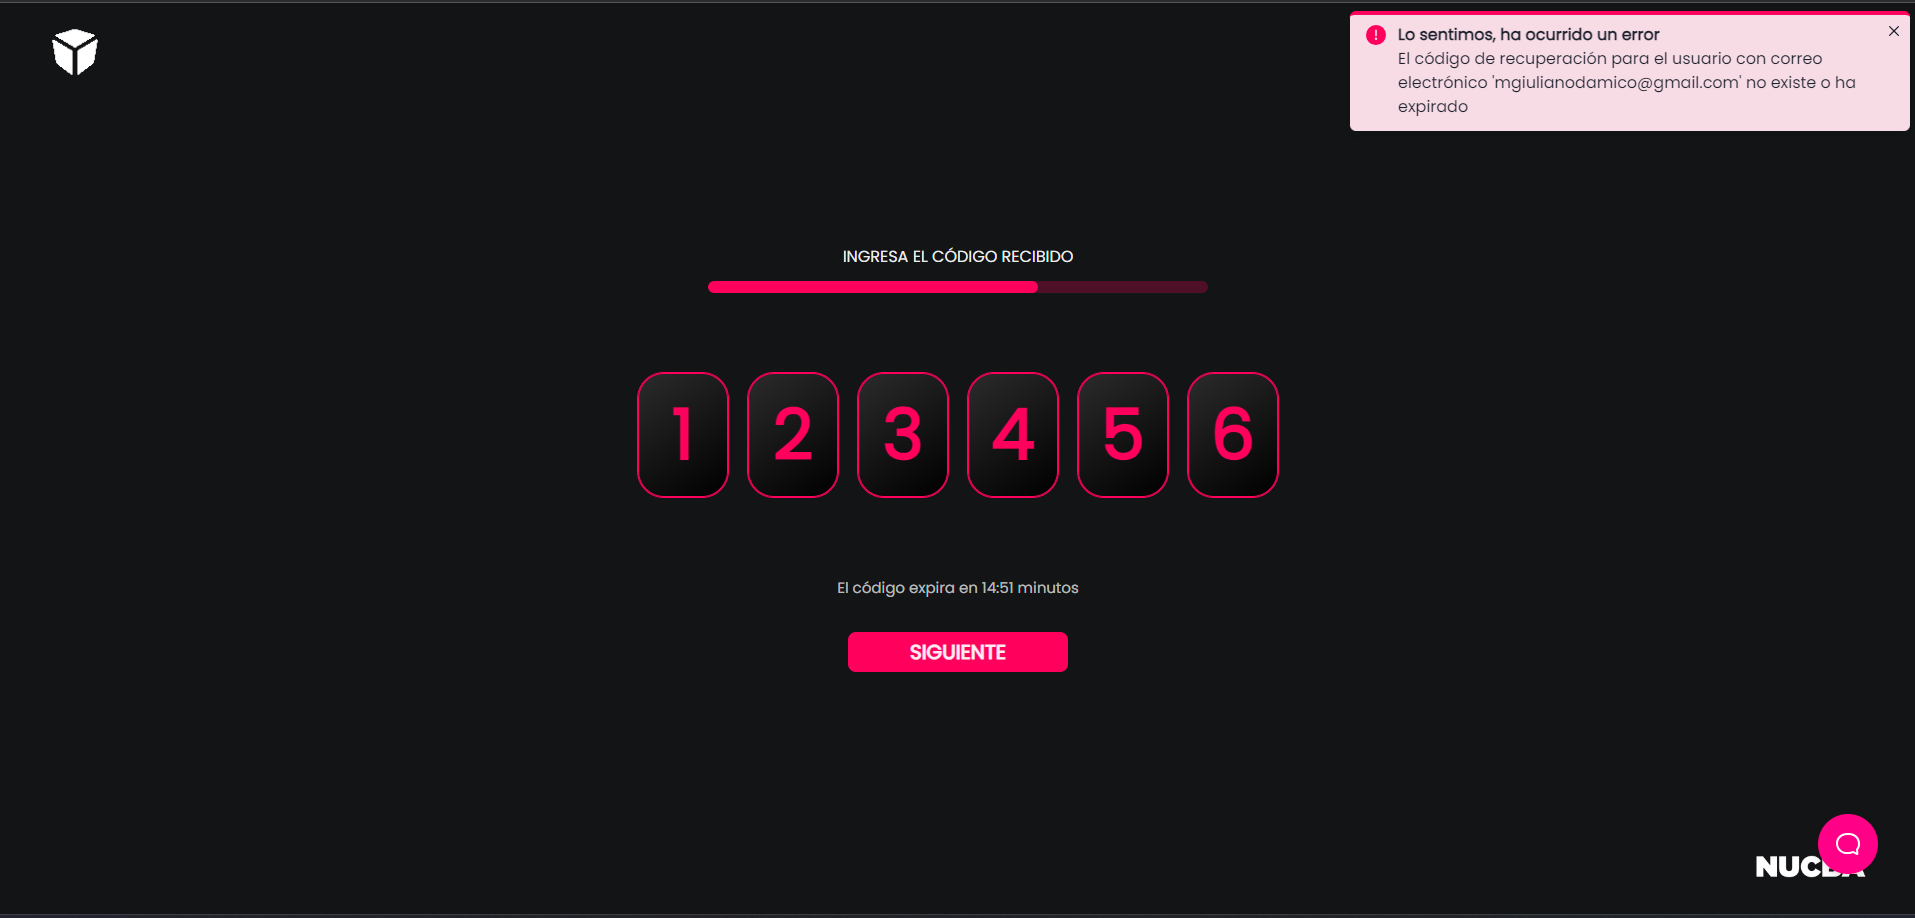 Lo sentimos, ha ocurrido un error
El código de recuperación para el usuario con correo
electrónico 'mgiulianodamico@gmail.com' no existe o ha
expirado
INGRESA EL CÓDIGO RECIBIDO
1 2 3 4 5 6
El código expira en 14:51 minutos
SIGUIENTE
NUCBA